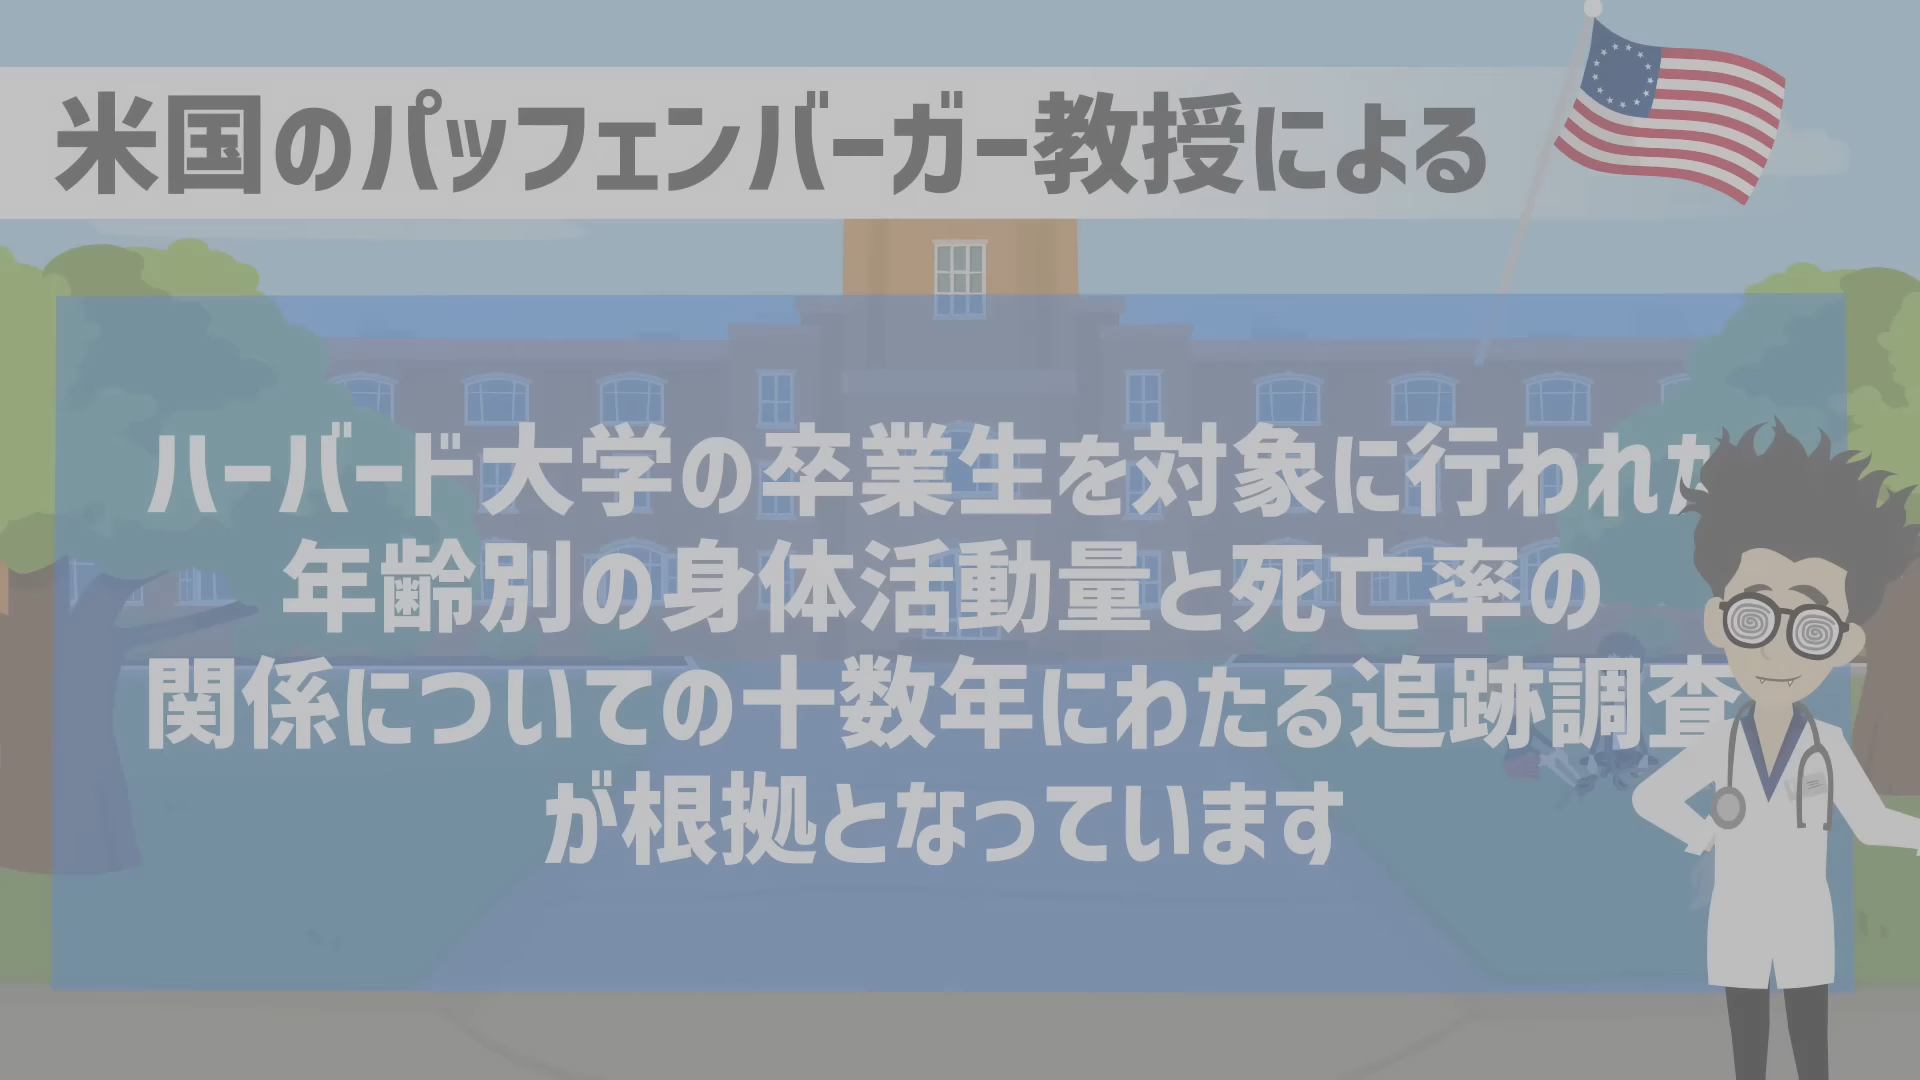 米国のパッフェンバーガー教授による
ハーバード大学の卒業生を対象に行われた
年齢別の身体活動量と死亡率の
関係についての十数年にわたる追跡調査
が根拠となっています